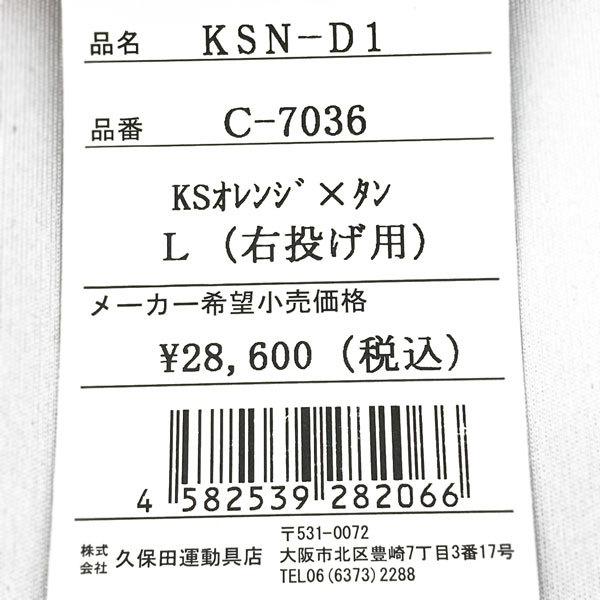 品名 KSN-D1
品番 C-7036
KSｵﾚﾝｼﾞ×ﾀﾝ
L (右投げ用)
メーカー希望小売価格
¥28,600 (税込)
4 582539 282066
株式会社 久保田運動具店
〒531-0072
大阪市北区豊崎7丁目3番17号
TEL06(6373)2288